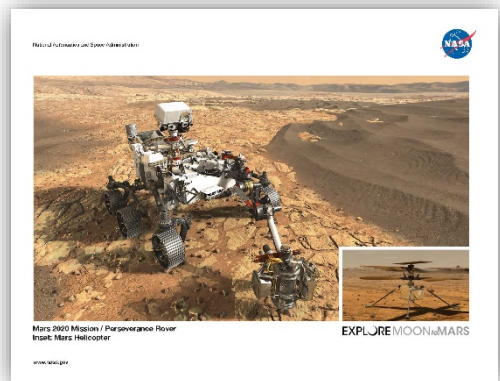 National Aeronautics and Space Administration
NASA
Mars 2020 Mission / Perseverance Rover
Inset: Mars Helicopter
EXPLORE MOON to MARS
www.nasa.gov